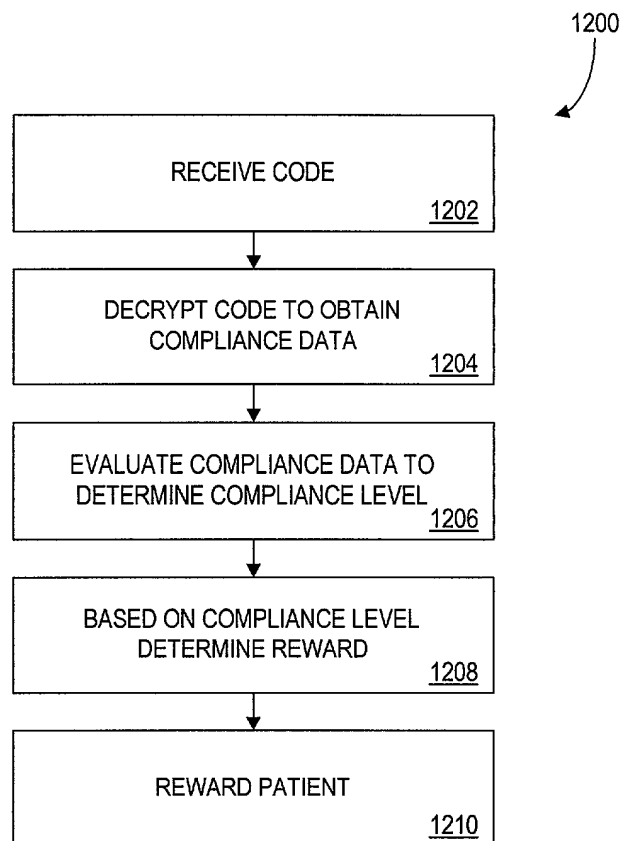 1200
RECEIVE CODE
1202
DECRYPT CODE TO OBTAIN
COMPLIANCE DATA
1204
EVALUATE COMPLIANCE DATA TO
DETERMINE COMPLIANCE LEVEL
1206
BASED ON COMPLIANCE LEVEL
DETERMINE REWARD
1208
REWARD PATIENT
1210